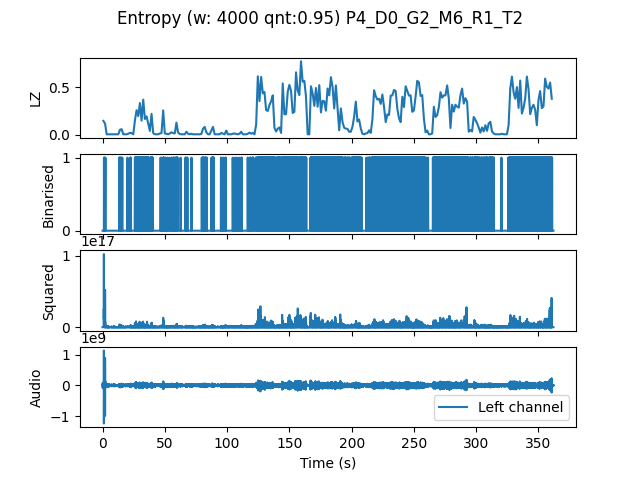 Entropy (w: 4000 qnt:0.95) P4_D0_G2_M6_R1_T2
LZ
0.5
0.0
Binarised
1
0
1e17
Squared
1
0
1e9
Audio
1
0
−1
Left channel
0 50 100 150 200 250 300 350
Time (s)